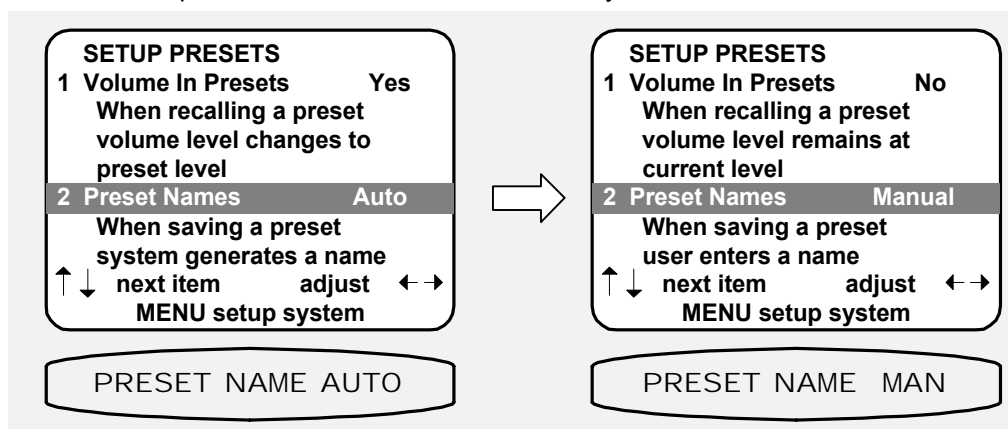 SETUP PRESETS
1 Volume In Presets Yes
When recalling a preset
volume level changes to
preset level
2 Preset Names Auto
When saving a preset
system generates a name
↑↓ next item adjust ←→
MENU setup system
PRESET NAME AUTO
SETUP PRESETS
1 Volume In Presets No
When recalling a preset
volume level remains at
current level
2 Preset Names Manual
When saving a preset
user enters a name
↑↓ next item adjust ←→
MENU setup system
PRESET NAME MAN